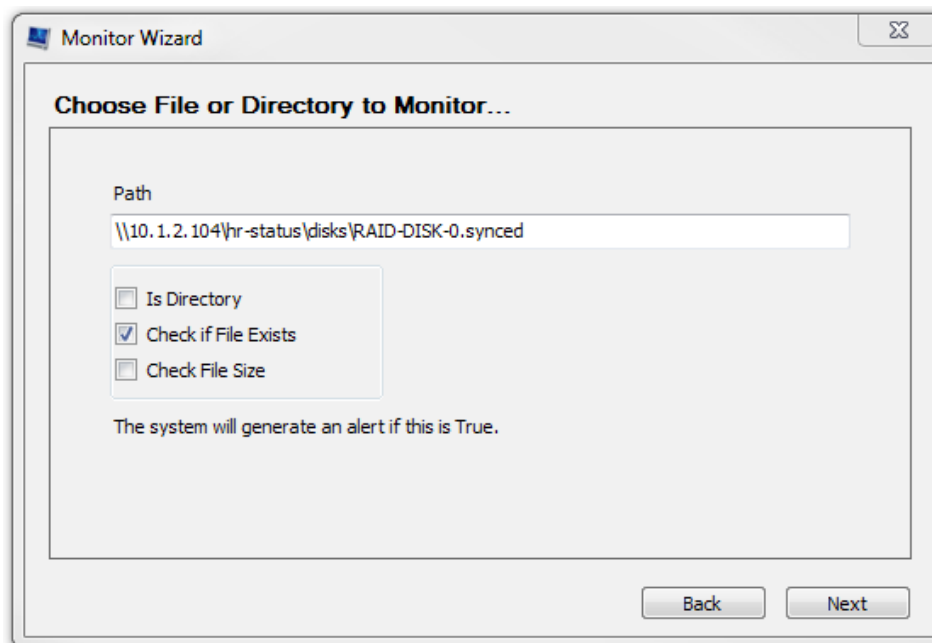 Monitor Wizard
Choose File or Directory to Monitor...
Path
\\10.1.2.104\hr-status\disks\RAID-DISK-0.synced
Is Directory
Check if File Exists
Check File Size
The system will generate an alert if this is True.
Back Next